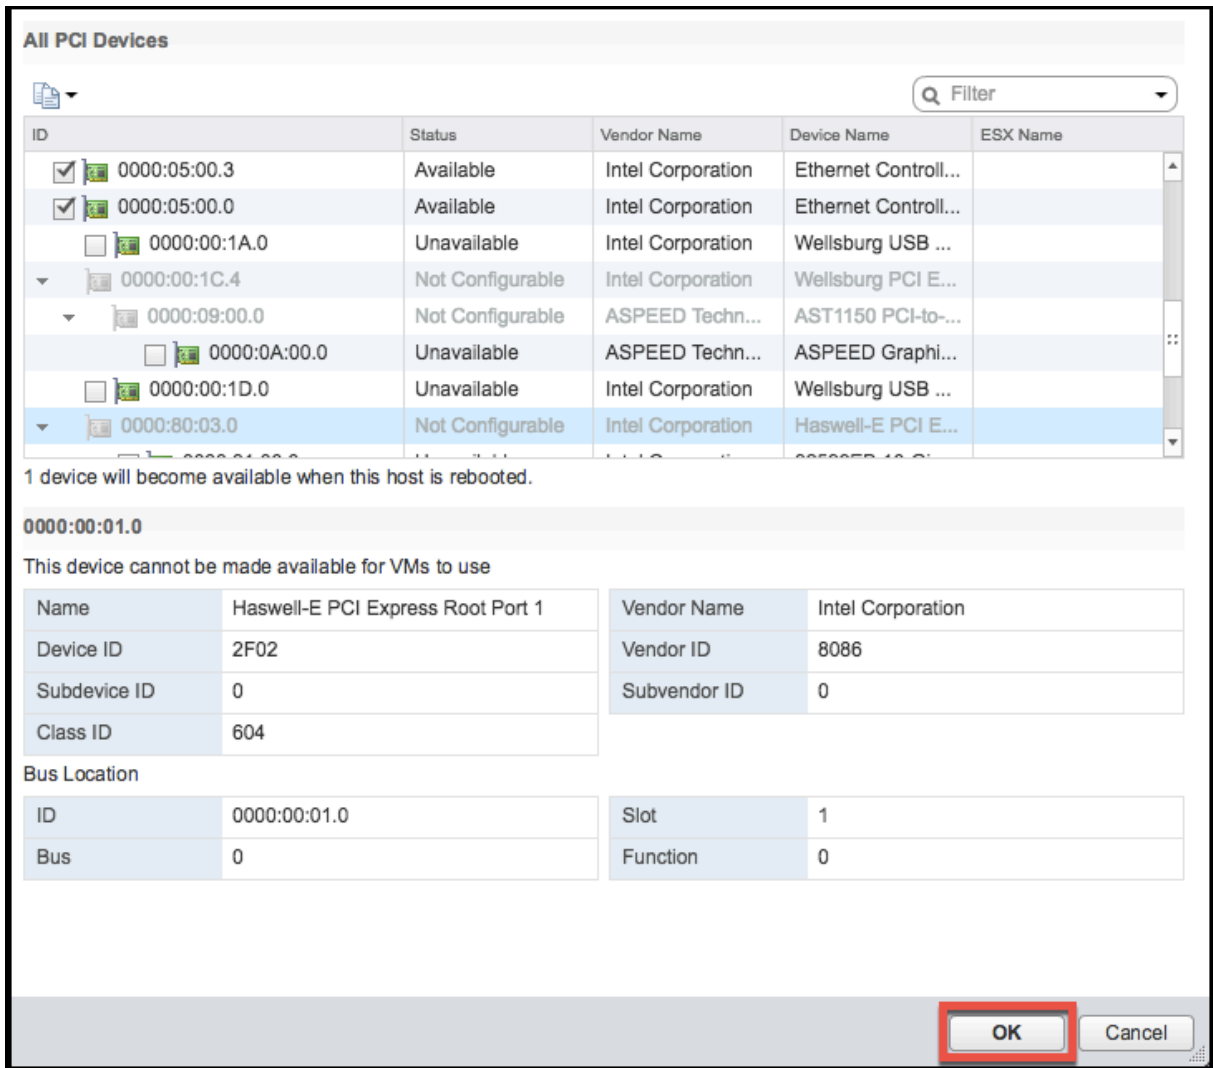 All PCI Devices
Filter
ID Status Vendor Name Device Name ESX Name
0000:05:00.3 Available Intel Corporation Ethernet Controll...
0000:05:00.0 Available Intel Corporation Ethernet Controll...
0000:00:1A.0 Unavailable Intel Corporation Wellsburg USB ...
0000:00:1C.4 Not Configurable Intel Corporation Wellsburg PCI E...
0000:09:00.0 Not Configurable ASPEED Techn... AST1150 PCI-to-...
0000:0A:00.0 Unavailable ASPEED Techn... ASPEED Graphi...
0000:00:1D.0 Unavailable Intel Corporation Wellsburg USB ...
0000:80:03.0 Not Configurable Intel Corporation Haswell-E PCI E...
1 device will become available when this host is rebooted.
0000:00:01.0
This device cannot be made available for VMs to use
Name Haswell-E PCI Express Root Port 1 Vendor Name Intel Corporation
Device ID 2F02 Vendor ID 8086
Subdevice ID 0 Subvendor ID 0
Class ID 604
Bus Location
ID 0000:00:01.0 Slot 1
Bus 0 Function 0
OK Cancel